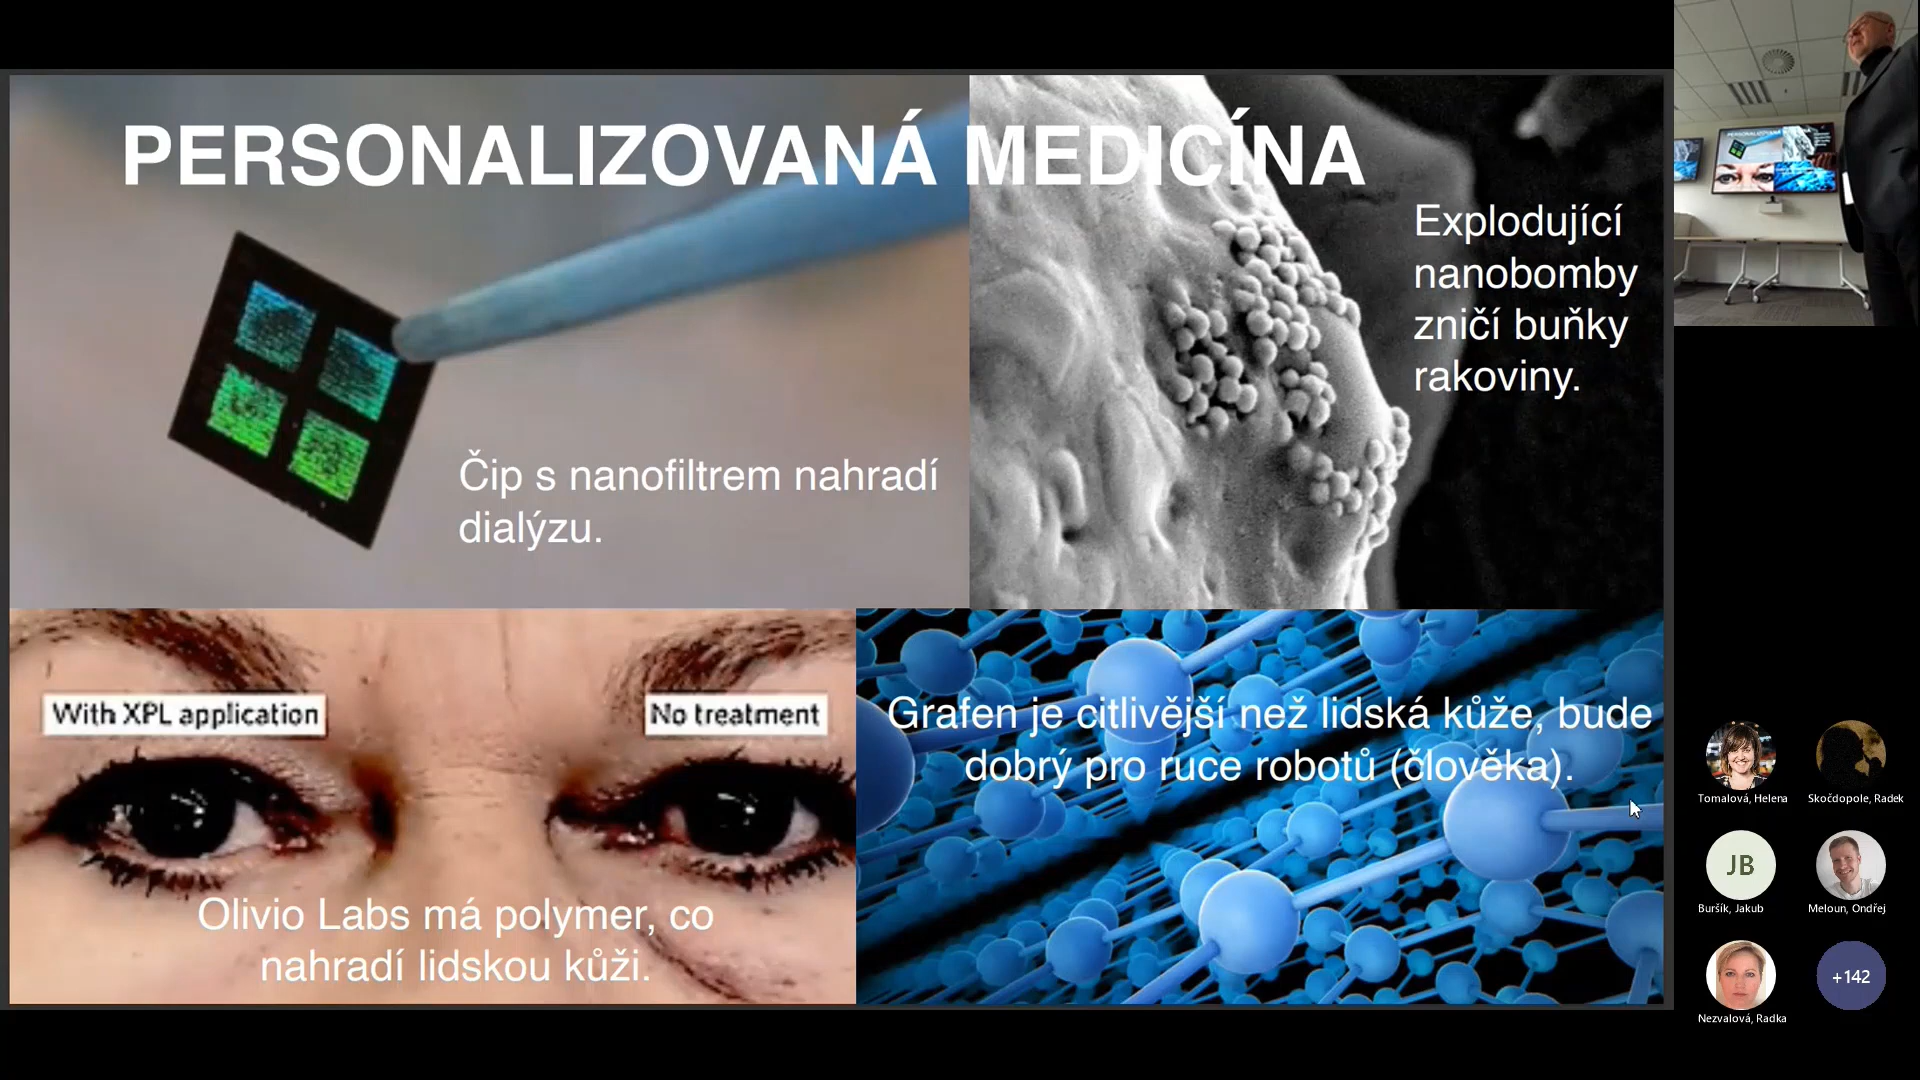 PERSONALIZOVANÁ MEDICÍNA
Explodující
nanobomby
zničí buňky
rakoviny.
Čip s nanofiltrem nahradí
dialýzu.
With XPL application
No treatment
Olivio Labs má polymer, co
nahradí lidskou kůži.
Grafen je citlivější než lidská kůže, bude
dobrý pro ruce robotů (člověka).
Tomalová, Helena
Skočdopole, Radek
JB
Buršík, Jakub
Meloun, Ondřej
Nezvalová, Radka
+142